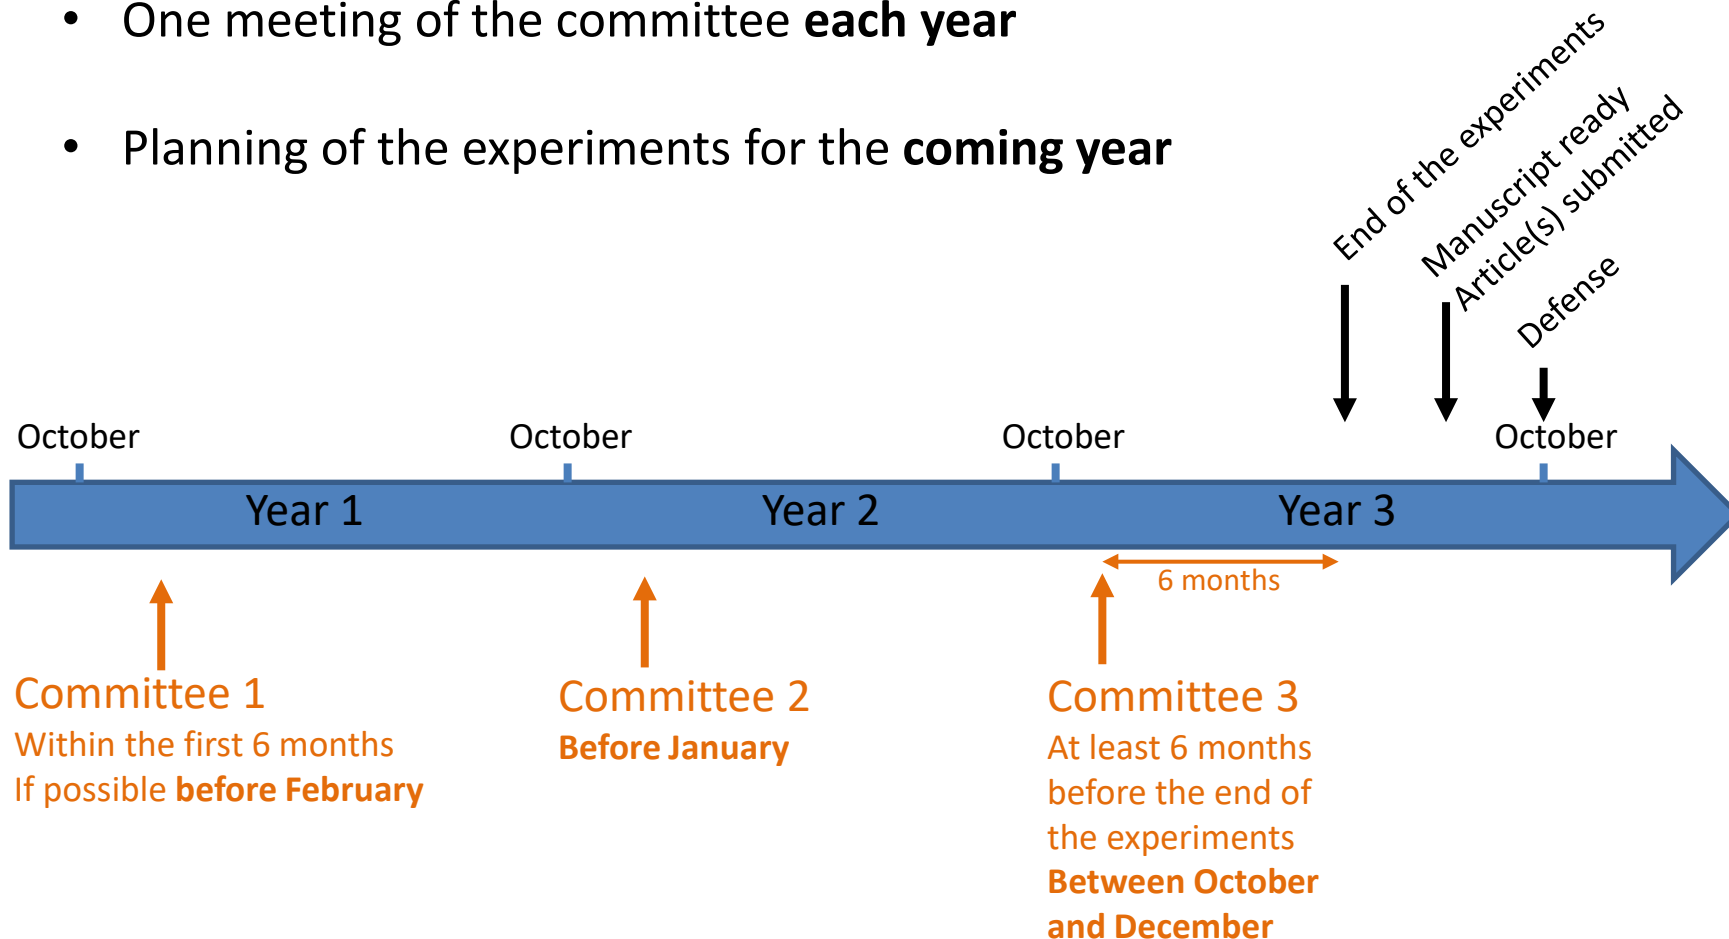 • One meeting of the committee each year
• Planning of the experiments for the coming year
End of the experiments
Manuscript ready
Article(s) submitted
Defense
October
October
October
October
Year 1
Year 2
Year 3
6 months
Committee 1
Within the first 6 months
If possible before February
Committee 2
Before January
Committee 3
At least 6 months
before the end of
the experiments
Between October
and December